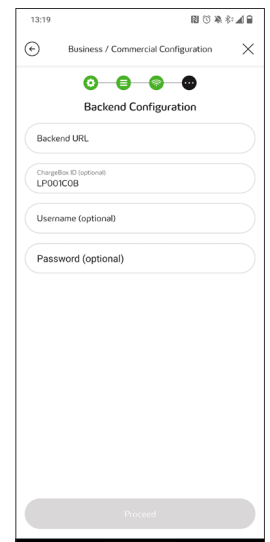 13:19
Business / Commercial Configuration
Backend Configuration
Backend URL
ChargeBox ID (optional)
LP001C0B
Username (optional)
Password (optional)
Proceed